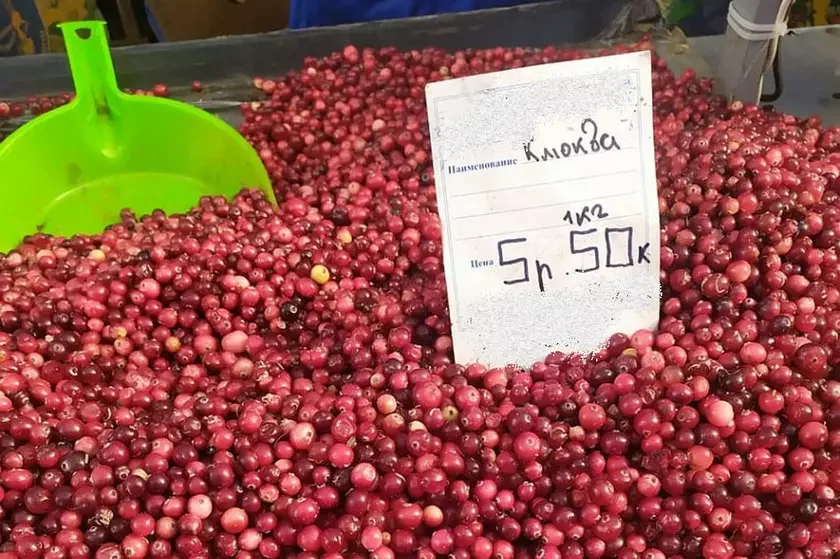 Наименование клюква
1кг
Цена 5р.50к